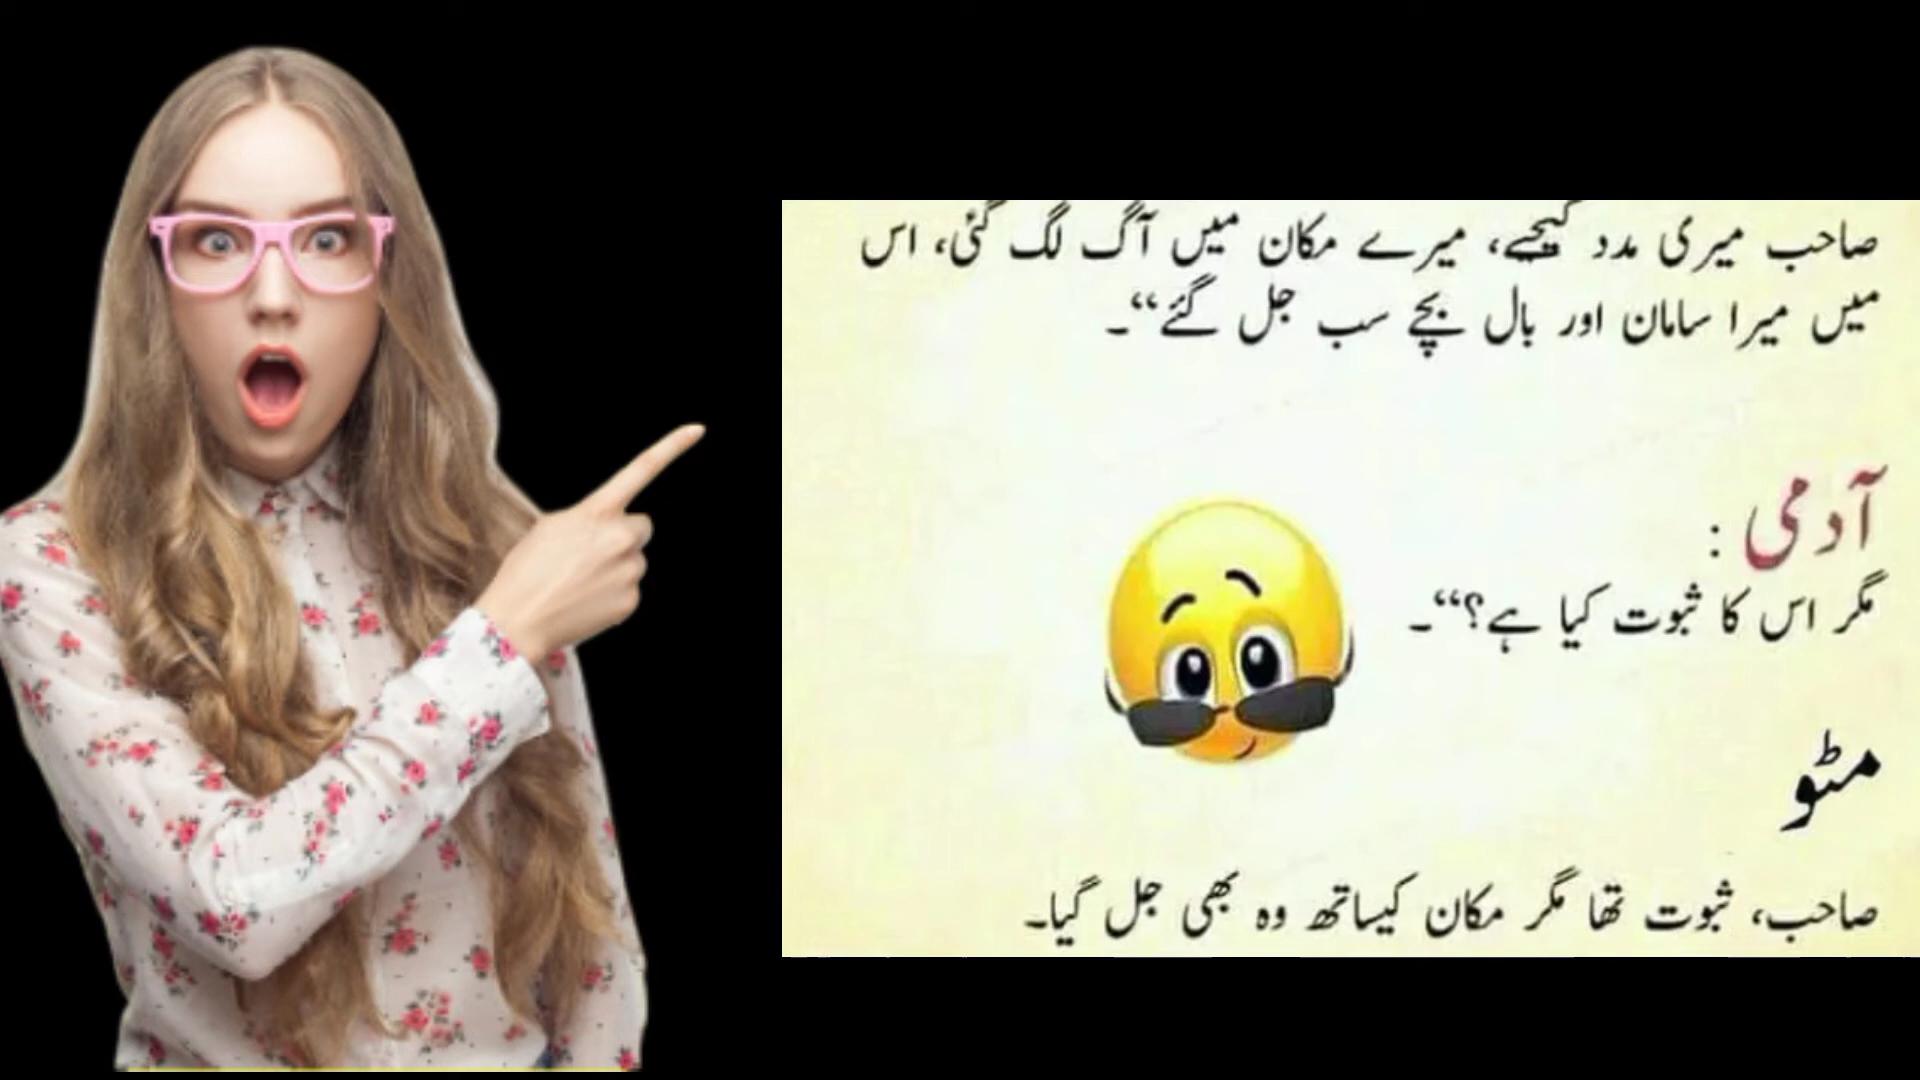 صاحب میری مدد کیجیے، میرے مکان میں آگ لگ گئی، اس
میں میرا سامان اور بال بچے سب جل گئے“۔
آدمی :
مگر اس کا ثبوت کیا ہے؟“۔
مٹو
صاحب، ثبوت تھا مگر مکان کیساتھ وہ بھی جل گیا۔